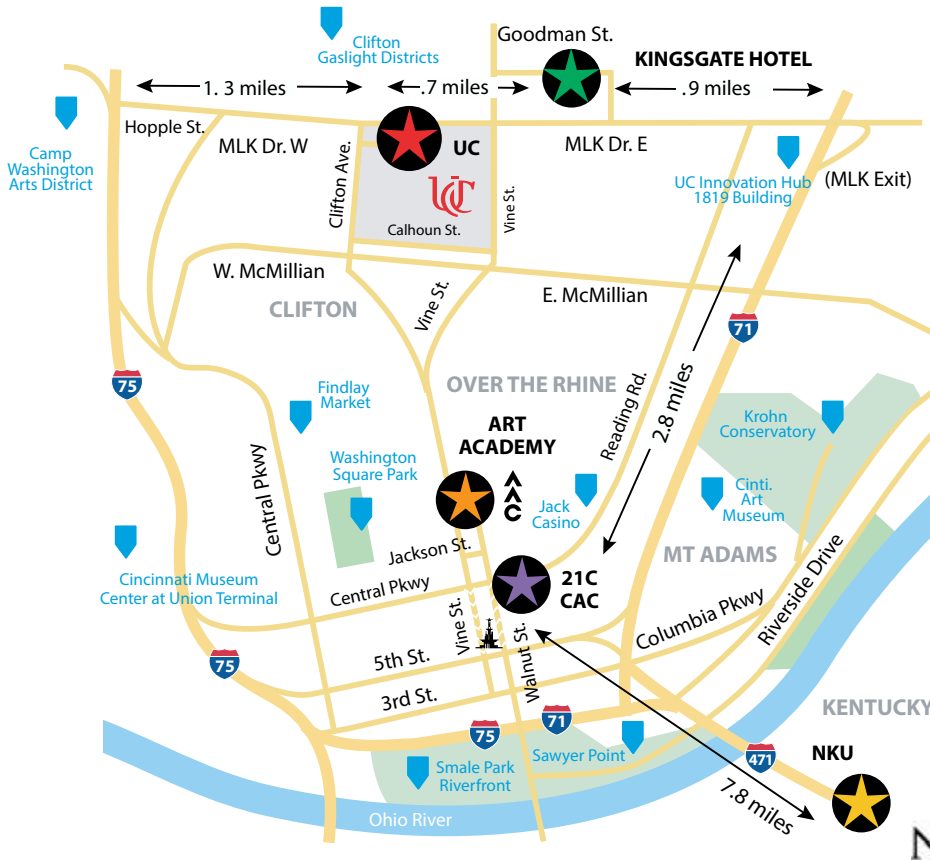 Clifton
Gaslight Districts
Goodman St.
KINGSGATE HOTEL
1. 3 miles
.7 miles
.9 miles
Hopple St.
MLK Dr. W
UC
MLK Dr. E
Camp
Washington
Arts District
Clifton Ave.
UC
Vine St.
UC Innovation Hub
1819 Building
(MLK Exit)
Calhoun St.
W. McMillian
E. McMillian
CLIFTON
Vine St.
71
75
OVER THE RHINE
Reading Rd.
2.8 miles
Findlay
Market
ART
ACADEMY
Krohn
Conservatory
Washington
Square Park
AAC
Jack
Casino
Cinti.
Art
Museum
Central Pkwy
Jackson St.
MT ADAMS
Cincinnati Museum
Center at Union Terminal
Central Pkwy
21C
CAC
Vine St.
Walnut St.
Columbia Pkwy
Riverside Drive
75
5th St.
3rd St.
KENTUCKY
75
71
Sawyer Point
471
NKU
Smale Park
Riverfront
7.8 miles
Ohio River
N